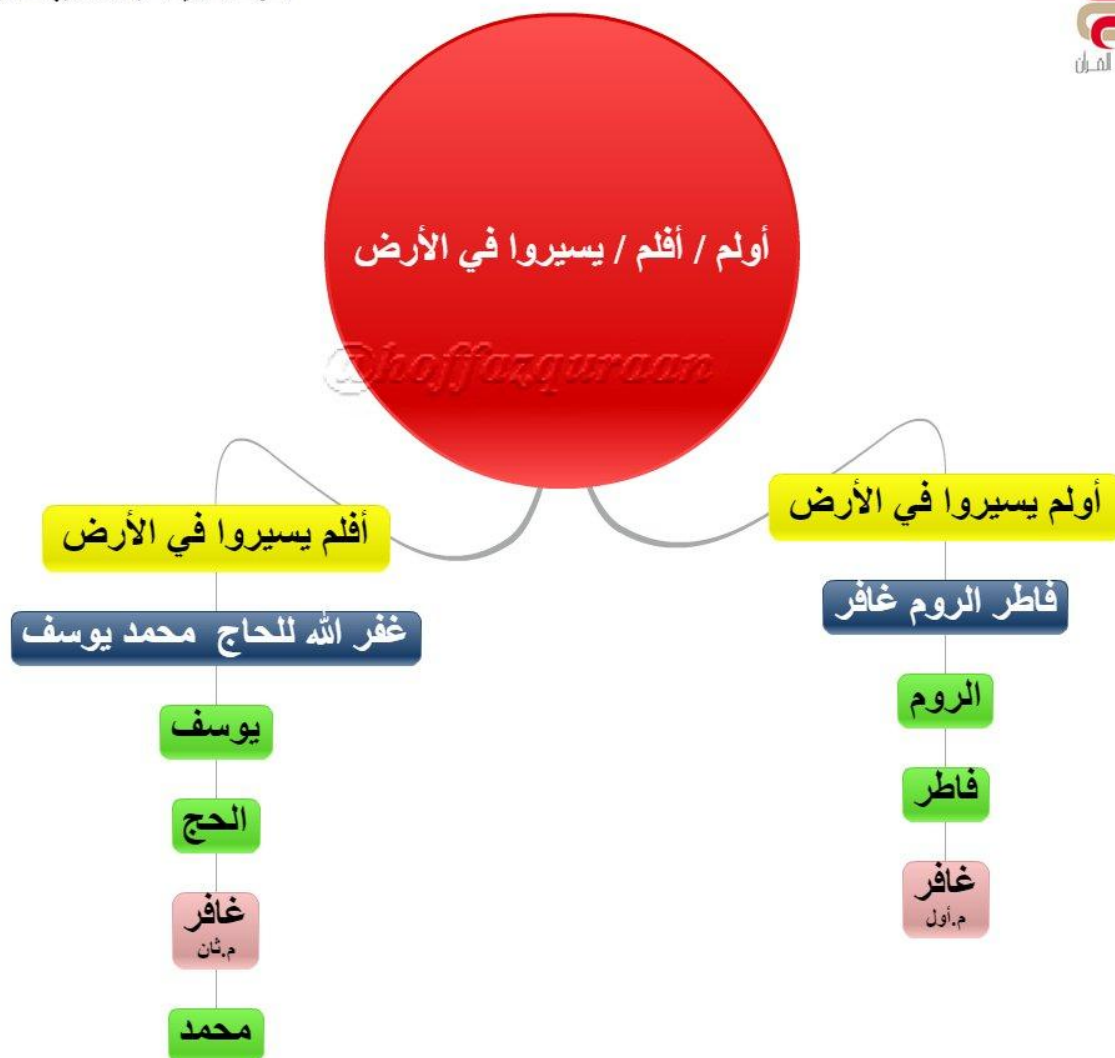 القرآن
أولم / أفلم / يسيروا في الأرض
@hoffazquraan
أولم يسيروا في الأرض
فاطر الروم غافر
الروم
فاطر
غافر
م.أول
أفلم يسيروا في الأرض
غفر الله للحاج محمد يوسف
يوسف
الحج
غافر
م.ثان
محمد